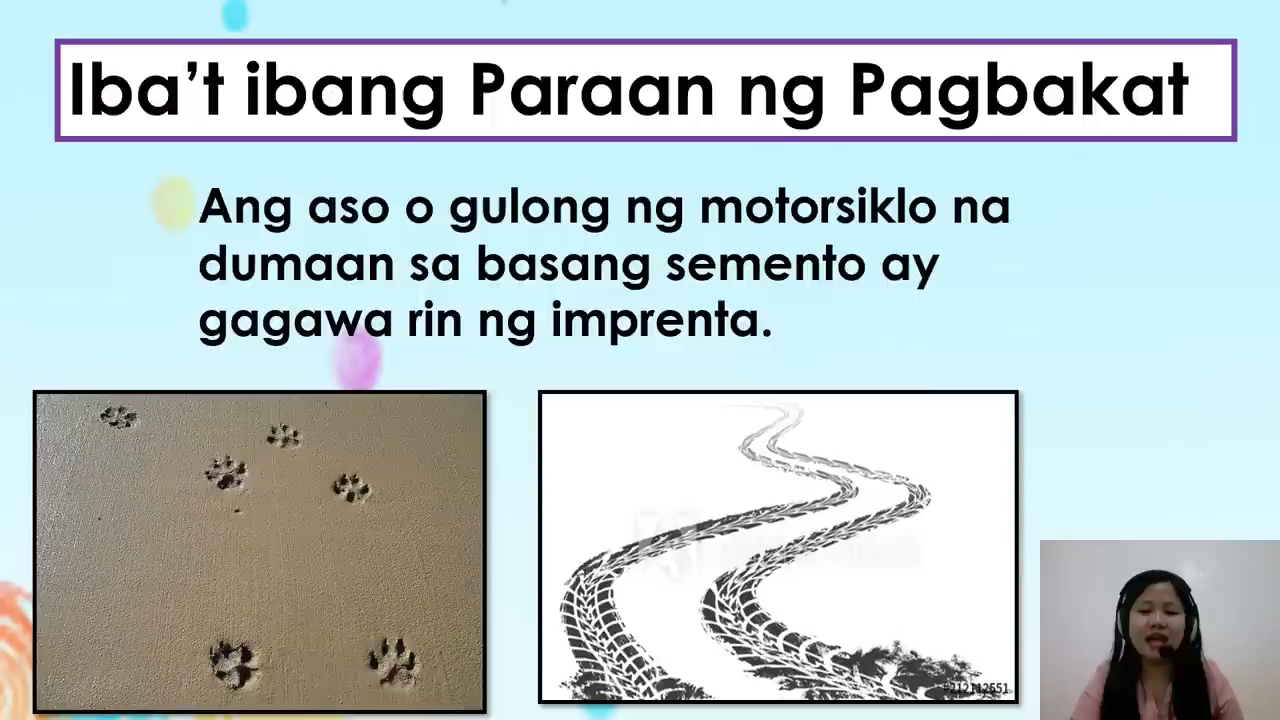 Iba't ibang Paraan ng Pagbakat
Ang aso o gulong ng motorsiklo na
dumaan sa basang semento ay
gagawa rin ng imprenta.
#212112551